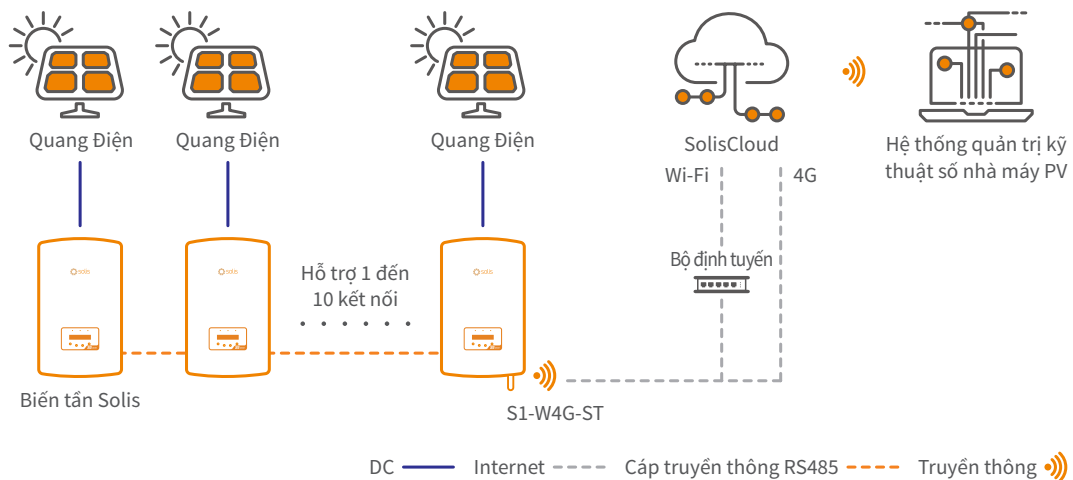 Quang Điện
Quang Điện
Quang Điện
SolisCloud
Hệ thống quản trị kỹ
thuật số nhà máy PV
Wi-Fi
4G
Bộ định tuyến
solis
solis
solis
Hỗ trợ 1 đến
10 kết nối
Biến tần Solis
S1-W4G-ST
DC
Internet
Cáp truyền thông RS485
Truyền thông